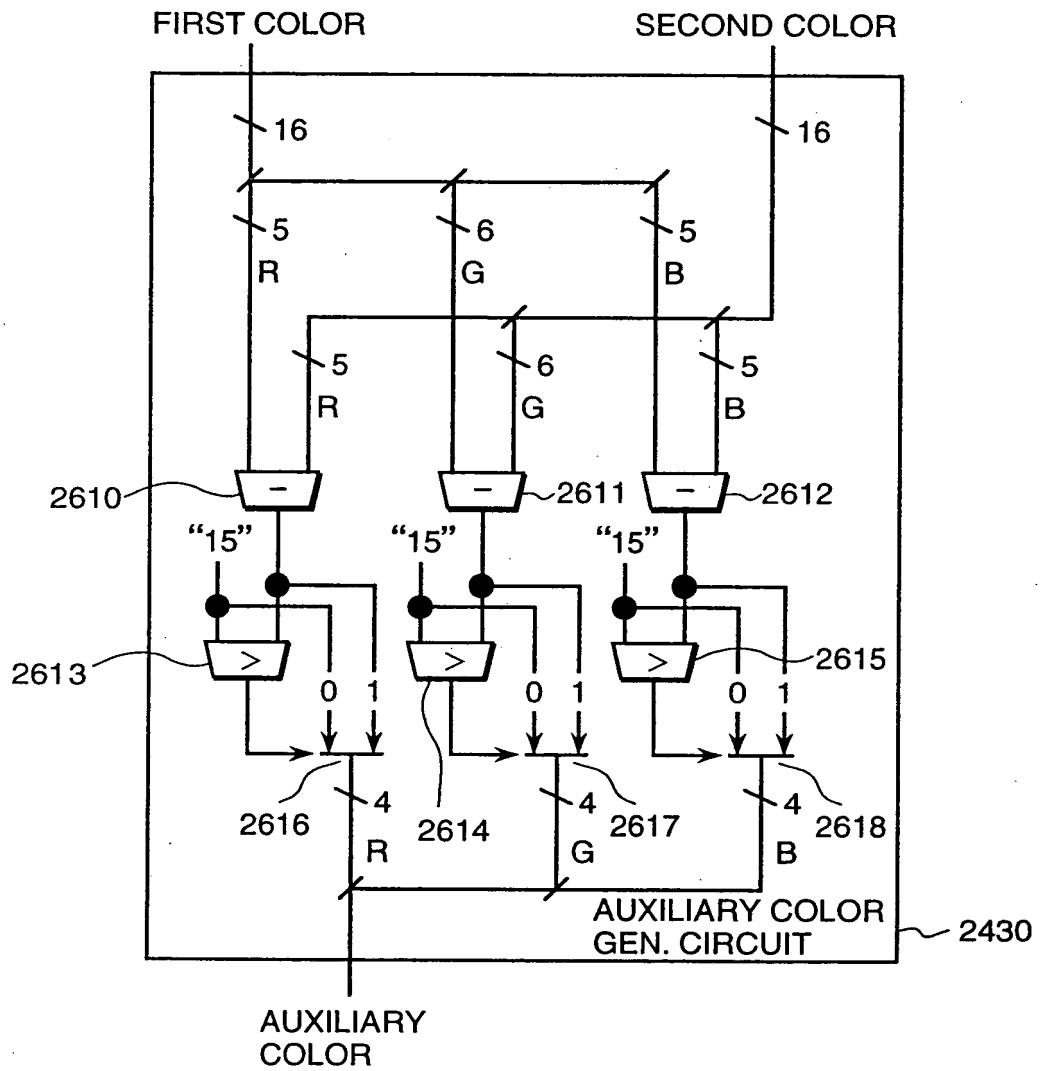 FIRST COLOR
SECOND COLOR
16
16
5
6
5
R
G
B
5
6
5
R
G
B
2610
−
−
2611
−
2612
“15”
“15”
“15”
2613
>
>
>
2615
0
1
0
1
0
1
2616
4
2614
4
2617
4
2618
R
G
B
AUXILIARY COLOR
GEN. CIRCUIT
2430
AUXILIARY
COLOR